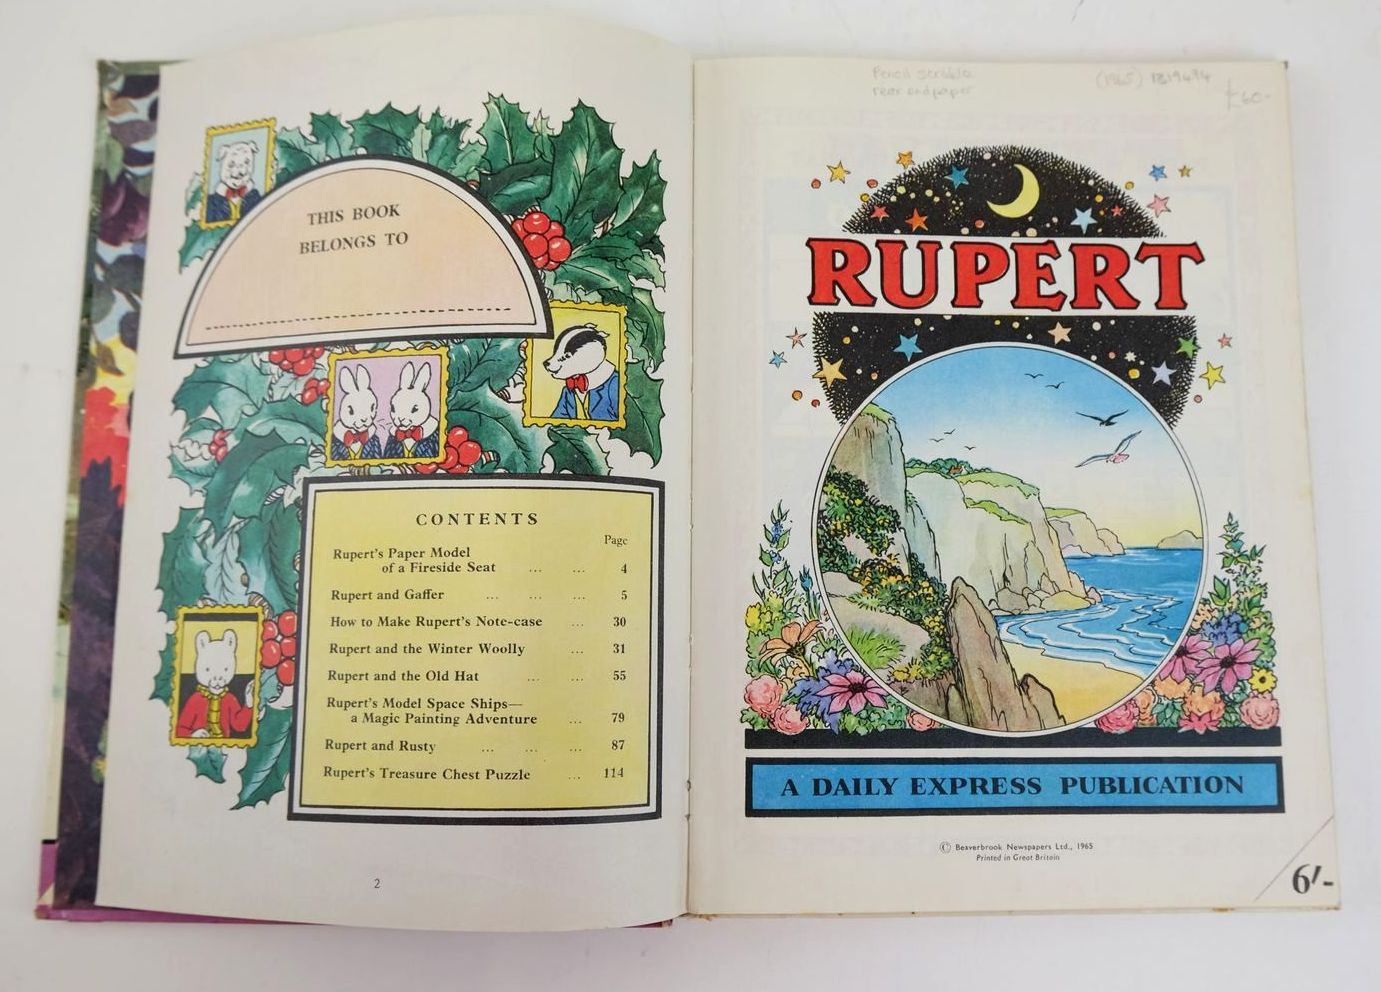 THIS BOOK
BELONGS TO
CONTENTS
Page
Rupert's Paper Model
of a Fireside Seat ... ... 4
Rupert and Gaffer ... ... ... 5
How to Make Rupert's Note-case ... 30
Rupert and the Winter Woolly ... 31
Rupert and the Old Hat ... ... 55
Rupert's Model Space Ships—
a Magic Painting Adventure ... 79
Rupert and Rusty ... ... ... 87
Rupert's Treasure Chest Puzzle ... 114
2
Pencil scribble
rear endpaper
(1965) 1819494
£60-
RUPERT
A DAILY EXPRESS PUBLICATION
© Beaverbrook Newspapers Ltd., 1965
Printed in Great Britain
6/-